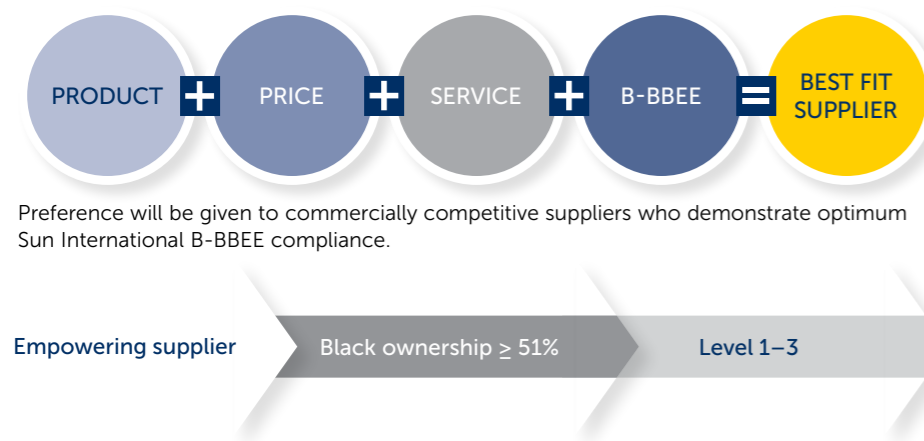 PRODUCT + PRICE + SERVICE + B-BBEE = BEST FIT
SUPPLIER
Preference will be given to commercially competitive suppliers who demonstrate optimum
Sun International B-BBEE compliance.
Empowering supplier Black ownership ≥ 51% Level 1–3